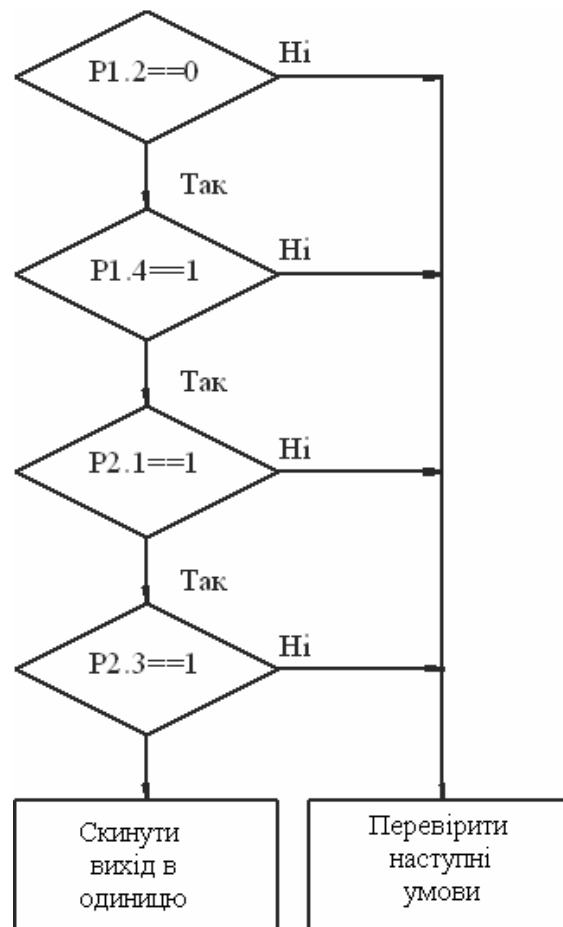 P1.2==0
Ні
Так
P1.4==1
Ні
Так
P2.1==1
Ні
Так
P2.3==1
Ні
Скинути
вихід в
одиницю
Перевірити
наступні
умови